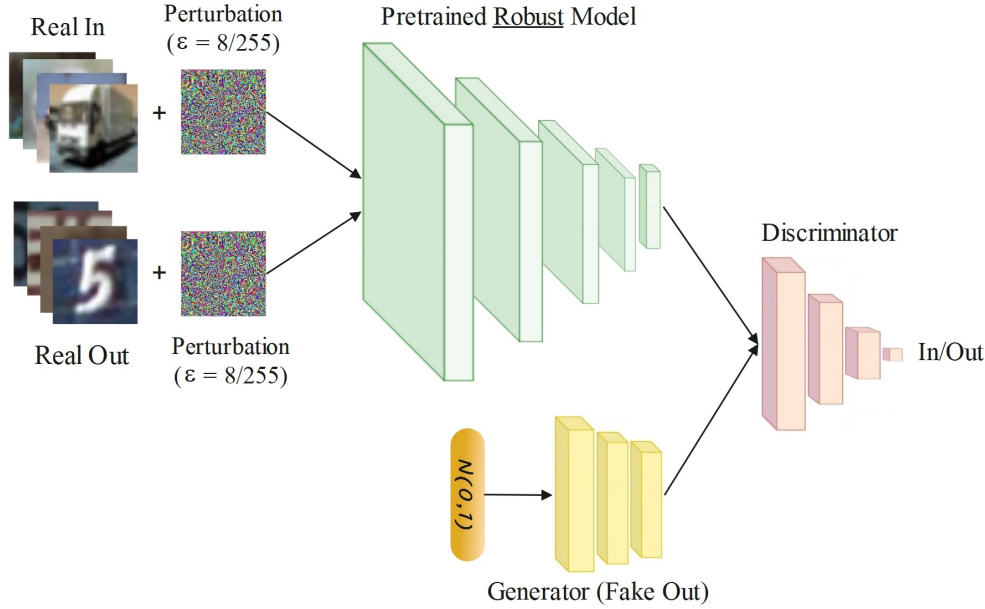 Real In
Perturbation
(ε = 8/255)
Pretrained Robust Model
+
+
5
Real Out
Perturbation
(ε = 8/255)
Discriminator
In/Out
N(0,1)
Generator (Fake Out)